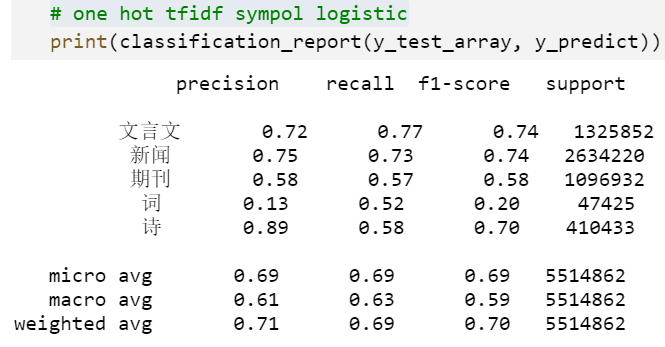 # one hot tfidf sympol logistic
print(classification_report(y_test_array, y_predict))
precision recall f1-score support
文言文 0.72 0.77 0.74 1325852
新闻 0.75 0.73 0.74 2634220
期刊 0.58 0.57 0.58 1096932
词 0.13 0.52 0.20 47425
诗 0.89 0.58 0.70 410433
micro avg 0.69 0.69 0.69 5514862
macro avg 0.61 0.63 0.59 5514862
weighted avg 0.71 0.69 0.70 5514862